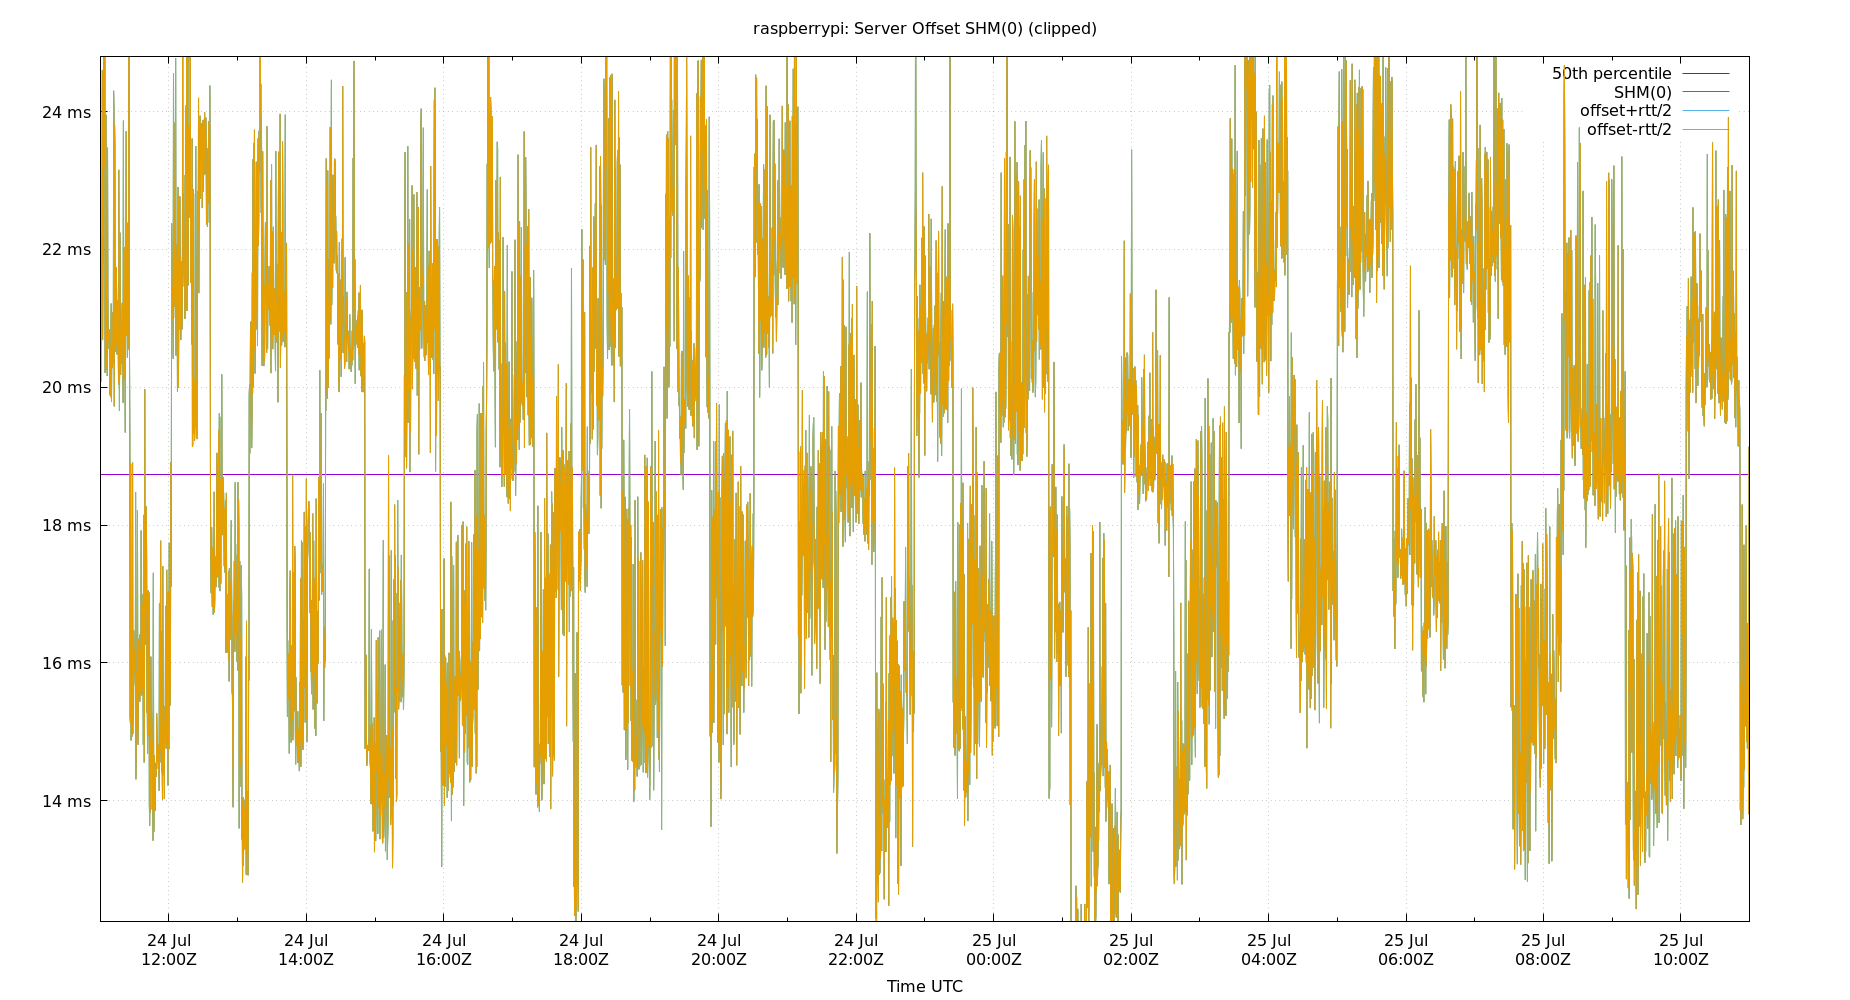 raspberrypi: Server Offset SHM(0) (clipped)
50th percentile
SHM(0)
offset+rtt/2
offset-rtt/2
24 ms
22 ms
20 ms
18 ms
16 ms
14 ms
24 Jul 24 Jul 24 Jul 24 Jul 24 Jul 24 Jul 25 Jul 25 Jul 25 Jul 25 Jul 25 Jul 25 Jul
12:00Z 14:00Z 16:00Z 18:00Z 20:00Z 22:00Z 00:00Z 02:00Z 04:00Z 06:00Z 08:00Z 10:00Z
Time UTC